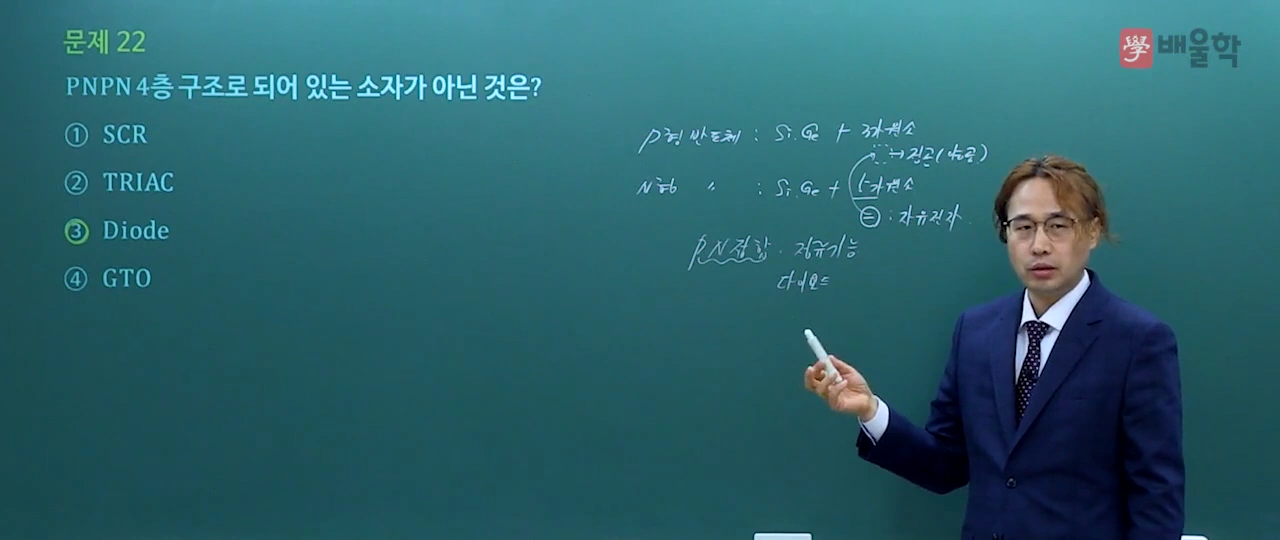 문제 22
PNPN 4층 구조로 되어 있는 소자가 아닌 것은?
① SCR
② TRIAC
③ Diode
④ GTO
學 배울학
P형 반도체 : Si. Ge + 3가 원소
→ 정공(
N형 〃 : Si. Ge + 5가 원소
⊖ : 자유전자.
PN접합 · 정류기능
다이오드